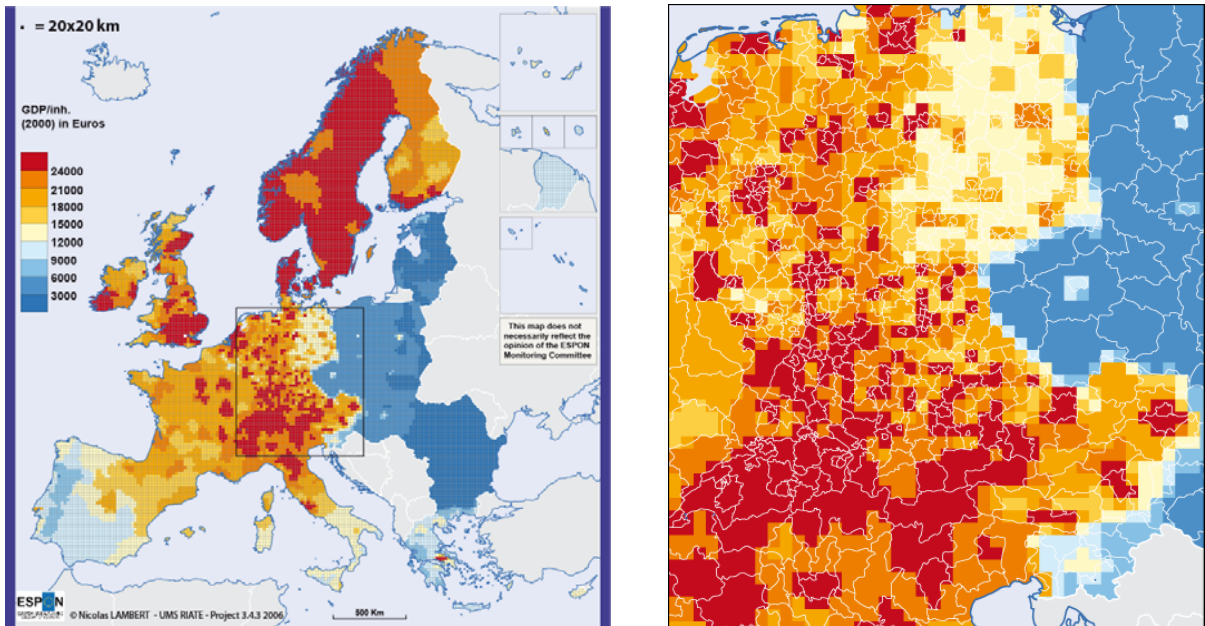 ▪ = 20x20 km
GDP/inh.
(2000) in Euros
24000
21000
18000
15000
12000
9000
6000
3000
This map does not
necessarily reflect the
opinion of the ESPON
Monitoring Committee
ESPON
© Nicolas LAMBERT - UMS RIATE - Project 3.4.3 2006
500 Km